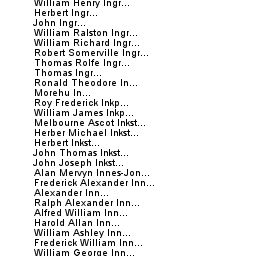 William Henry Ingr...
Herbert Ingr...
John Ingr...
William Ralston Ingr...
William Richard Ingr...
Robert Somerville Ingr...
Thomas Rolfe Ingr...
Thomas Ingr...
Ronald Theodore In...
Morehu In...
Roy Frederick Inkp...
William James Inkp...
Melbourne Ascot Inkst...
Herber Michael Inkst...
Herbert Inkst...
John Thomas Inkst...
John Joseph Inkst...
Alan Mervyn Innes-Jon...
Frederick Alexander Inn...
Alexander Inn...
Ralph Alexander Inn...
Alfred William Inn...
Harold Allan Inn...
William Ashley Inn...
Frederick William Inn...
William George Inn...